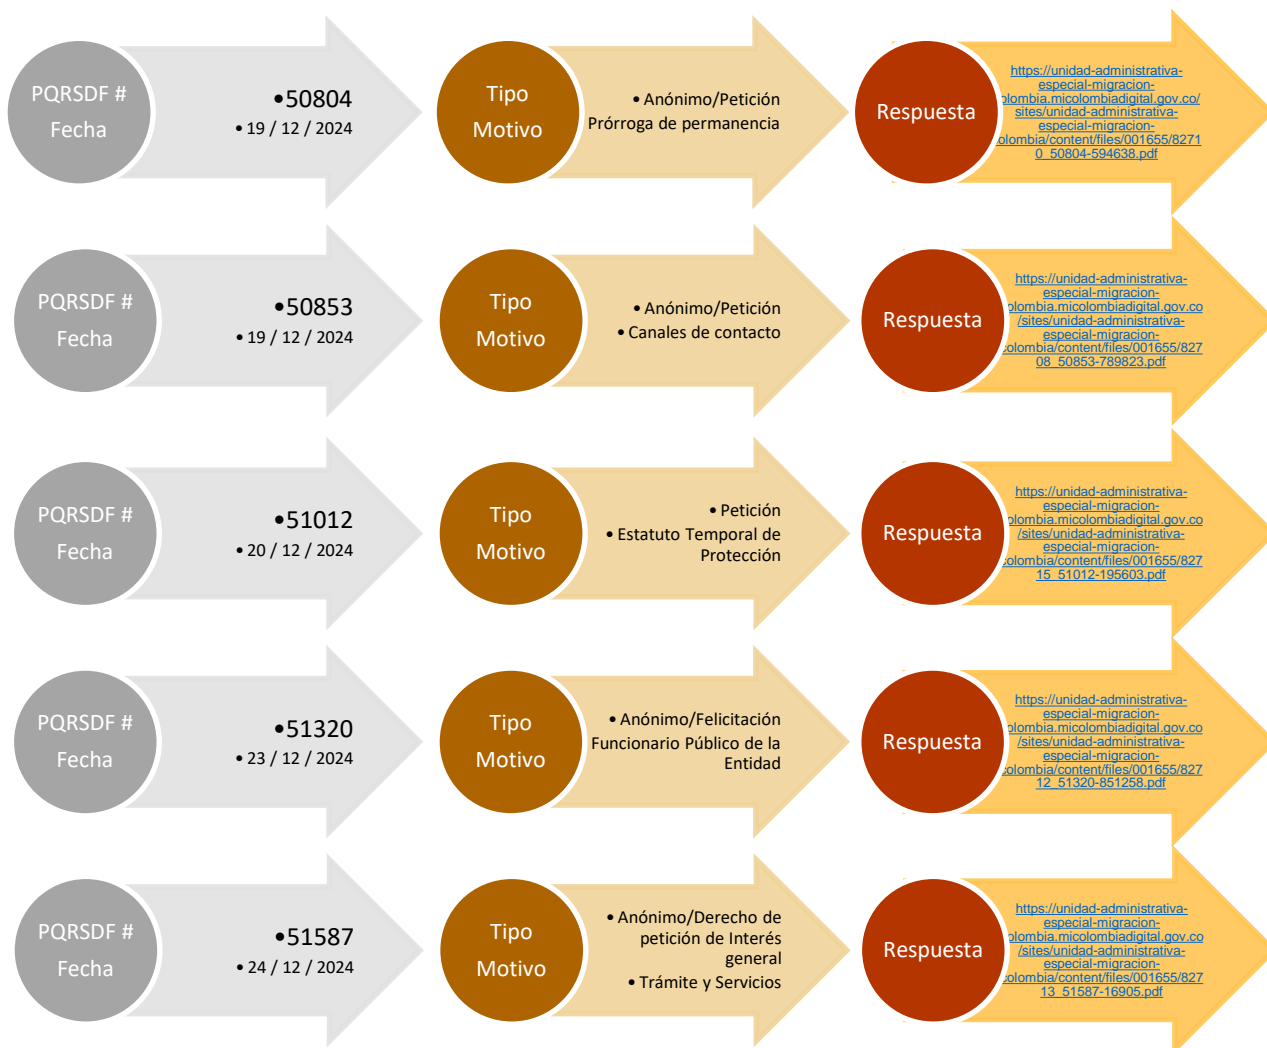 PQRSDF #
Fecha
•50804
• 19 / 12 / 2024
Tipo
Motivo
• Anónimo/Petición
Prórroga de permanencia
Respuesta
https://unidad-administrativa-
especial-migracion-
olombia.micolombiadigital.gov.co/
sites/unidad-administrativa-
especial-migracion-
olombia/content/files/001655/8271
0_50804-594638.pdf
PQRSDF #
Fecha
•50853
• 19 / 12 / 2024
Tipo
Motivo
• Anónimo/Petición
• Canales de contacto
Respuesta
https://unidad-administrativa-
especial-migracion-
olombia.micolombiadigital.gov.co
/sites/unidad-administrativa-
especial-migracion-
colombia/content/files/001655/827
08_50853-789823.pdf
PQRSDF #
Fecha
•51012
• 20 / 12 / 2024
Tipo
Motivo
• Petición
• Estatuto Temporal de
Protección
Respuesta
https://unidad-administrativa-
especial-migracion-
olombia.micolombiadigital.gov.co
/sites/unidad-administrativa-
especial-migracion-
colombia/content/files/001655/827
15_51012-195603.pdf
PQRSDF #
Fecha
•51320
• 23 / 12 / 2024
Tipo
Motivo
• Anónimo/Felicitación
Funcionario Público de la
Entidad
Respuesta
https://unidad-administrativa-
especial-migracion-
olombia.micolombiadigital.gov.co
/sites/unidad-administrativa-
especial-migracion-
colombia/content/files/001655/827
12_51320-851258.pdf
PQRSDF #
Fecha
•51587
• 24 / 12 / 2024
Tipo
Motivo
• Anónimo/Derecho de
petición de Interés
general
• Trámite y Servicios
Respuesta
https://unidad-administrativa-
especial-migracion-
olombia.micolombiadigital.gov.co
/sites/unidad-administrativa-
especial-migracion-
colombia/content/files/001655/827
13_51587-16905.pdf